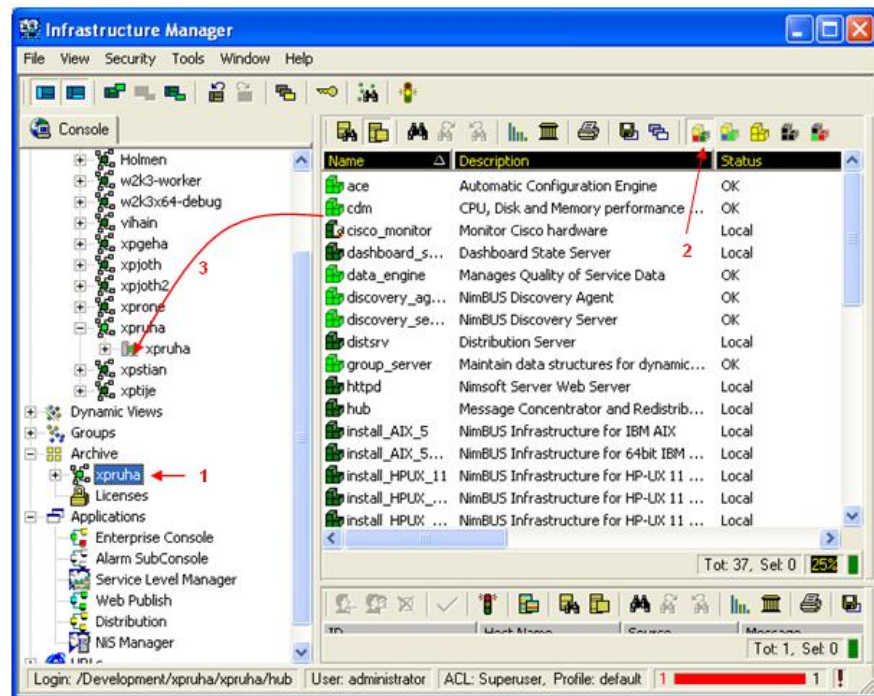 Infrastructure Manager
File View Security Tools Window Help
Console
Holmen
w2k3-worker
w2k3x64-debug
vihain
xpgeha
xpjoth
xpjoth2
xprone
xpruha
xpruha
xpstian
xptije
Dynamic Views
Groups
Archive
xpruha
Licenses
Applications
Enterprise Console
Alarm SubConsole
Service Level Manager
Web Publish
Distribution
NiS Manager
URLs
1
2
3
Name Description Status
ace Automatic Configuration Engine OK
cdm CPU, Disk and Memory performance ... OK
cisco_monitor Monitor Cisco hardware Local
dashboard_s... Dashboard State Server Local
data_engine Manages Quality of Service Data OK
discovery_ag... NimBUS Discovery Agent OK
discovery_se... NimBUS Discovery Server OK
distsrv Distribution Server Local
group_server Maintain data structures for dynamic... OK
httpd Nimsoft Server Web Server Local
hub Message Concentrator and Redistrib... Local
install_AIX_5 NimBUS Infrastructure for IBM AIX Local
install_AIX_5... NimBUS Infrastructure for 64bit IBM ... Local
install_HPUX_11 NimBUS Infrastructure for HP-UX 11 ... Local
install_HPUX_... NimBUS Infrastructure for HP-UX 11 ... Local
install_HPUX_... NimBUS Infrastructure for HP-UX 11 ... Local
Tot: 37, Sel: 0 25%
ID Host Name Source Message
Tot: 1, Sel: 0
Login: /Development/xpruha/xpruha/hub User: administrator ACL: Superuser, Profile: default 1 1